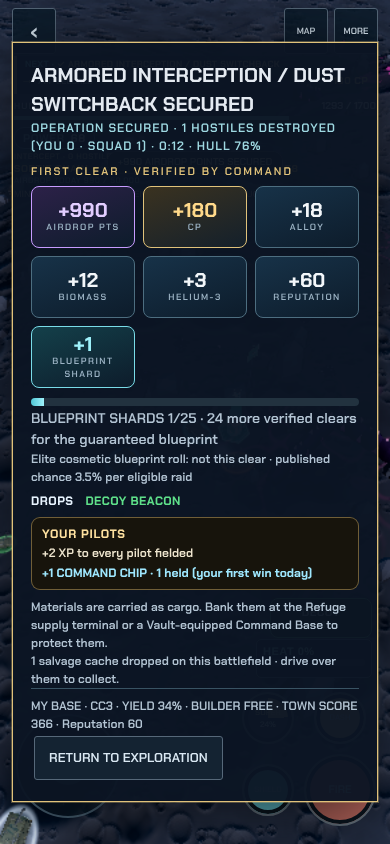 ‹
MAP
MORE
ARMORED INTERCEPTION / DUST
SWITCHBACK SECURED
OPERATION SECURED · 1 HOSTILES DESTROYED
(YOU 0 · SQUAD 1) · 0:12 · HULL 76%
FIRST CLEAR · VERIFIED BY COMMAND
+990
AIRDROP PTS
+180
CP
+18
ALLOY
+12
BIOMASS
+3
HELIUM-3
+60
REPUTATION
+1
BLUEPRINT
SHARD
BLUEPRINT SHARDS 1/25 · 24 more verified clears
for the guaranteed blueprint
Elite cosmetic blueprint roll: not this clear · published
chance 3.5% per eligible raid
DROPS DECOY BEACON
YOUR PILOTS
+2 XP to every pilot fielded
+1 COMMAND CHIP · 1 held (your first win today)
Materials are carried as cargo. Bank them at the Refuge
supply terminal or a Vault-equipped Command Base to
protect them.
1 salvage cache dropped on this battlefield · drive over
them to collect.
MY BASE · CC3 · YIELD 34% · BUILDER FREE · TOWN SCORE
366 · Reputation 60
RETURN TO EXPLORATION